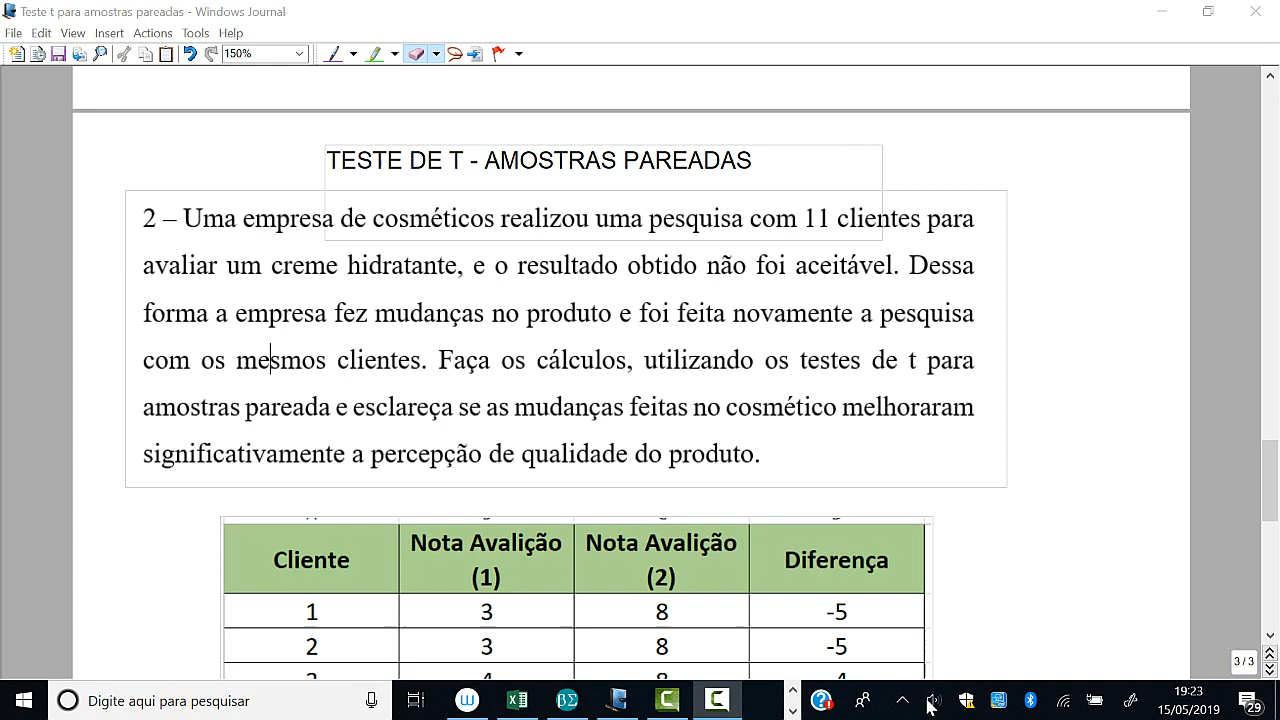 Teste t para amostras pareadas - Windows Journal
File Edit View Insert Actions Tools Help
150%
TESTE DE T - AMOSTRAS PAREADAS
2 – Uma empresa de cosméticos realizou uma pesquisa com 11 clientes para
avaliar um creme hidratante, e o resultado obtido não foi aceitável. Dessa
forma a empresa fez mudanças no produto e foi feita novamente a pesquisa
com os mesmos clientes. Faça os cálculos, utilizando os testes de t para
amostras pareada e esclareça se as mudanças feitas no cosmético melhoraram
significativamente a percepção de qualidade do produto.
Cliente Nota Avalição (1) Nota Avalição (2) Diferença
1 3 8 -5
2 3 8 -5
3/3
Digite aqui para pesquisar
19:23
15/05/2019
29